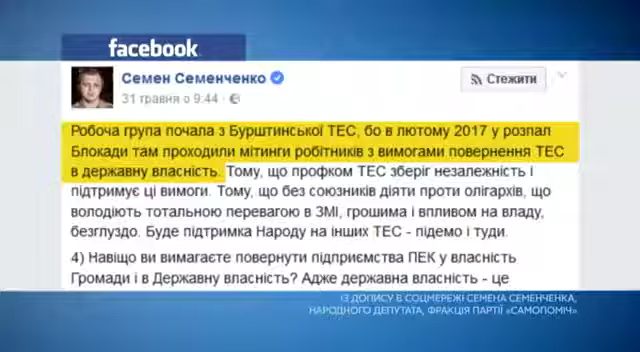 facebook
Семен Семенченко
Стежити
31 травня о 9:44
Робоча група почала з Бурштинської ТЕС, бо в лютому 2017 у розпал
Блокади там проходили мітинги робітників з вимогами повернення ТЕС
в державну власність. Тому, що профком ТЕС зберіг незалежність і
підтримує ці вимоги. Тому, що без союзників діяти проти олігархів, що
володіють тотальною перевагою в ЗМІ, грошима і впливом на владу,
безглуздо. Буде підтримка Народу на інших ТЕС - підемо і туди.
4) Навіщо ви вимагаєте повернути підприємства ПЕК у власність
Громади і в Державну власність? Адже державна власність - це
ІЗ ДОПИСУ В СОЦМЕРЕЖІ СЕМЕНА СЕМЕНЧЕНКА,
НАРОДНОГО ДЕПУТАТА, ФРАКЦІЯ ПАРТІЇ «САМОПОМІЧ»